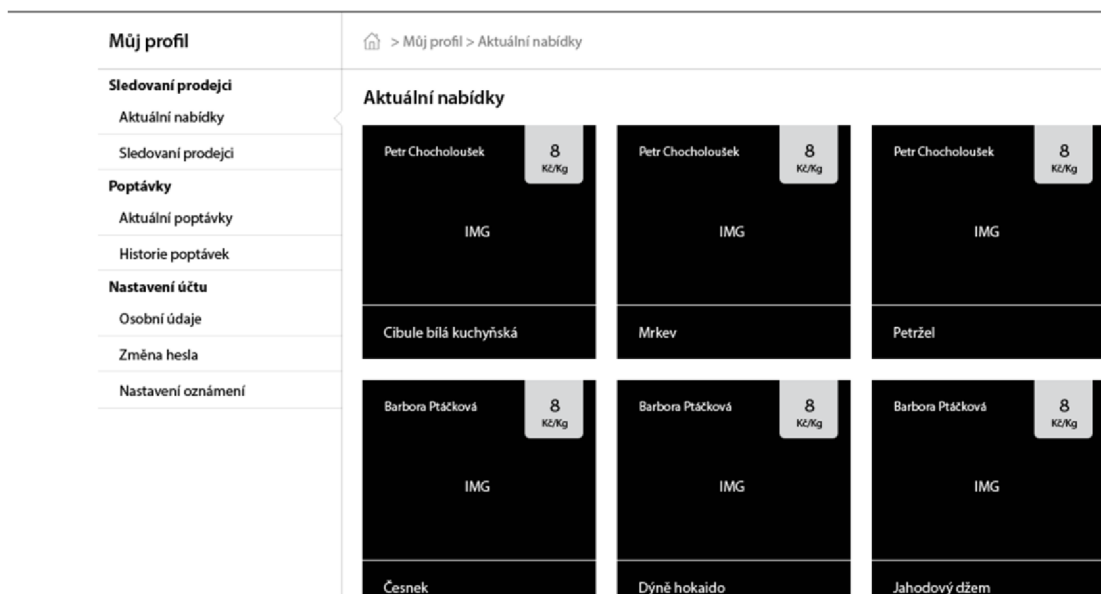 Můj profil
> Můj profil > Aktuální nabídky
Sledovaní prodejci
Aktuální nabídky
Sledovaní prodejci
Poptávky
Aktuální poptávky
Historie poptávek
Nastavení účtu
Osobní údaje
Změna hesla
Nastavení oznámení
Aktuální nabídky
Petr Chocholoušek
8
Kč/Kg
IMG
Cibule bílá kuchyňská
Petr Chocholoušek
8
Kč/Kg
IMG
Mrkev
Petr Chocholoušek
8
Kč/Kg
IMG
Petržel
Barbora Ptáčková
8
Kč/Kg
IMG
Česnek
Barbora Ptáčková
8
Kč/Kg
IMG
Dýně hokaido
Barbora Ptáčková
8
Kč/Kg
IMG
Jahodový džem